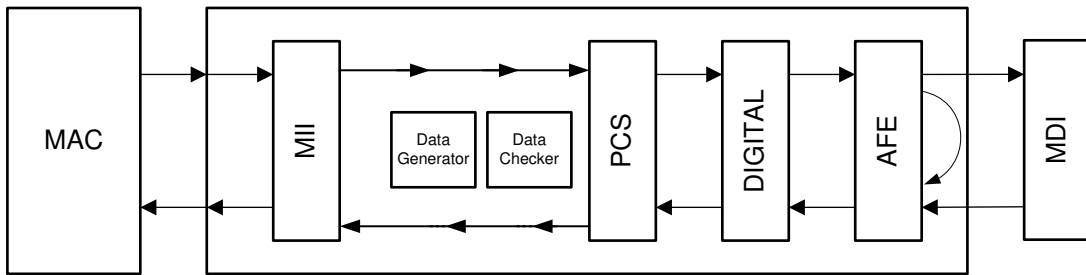 MAC
MII
Data
Generator
Data
Checker
PCS
DIGITAL
AFE
MDI